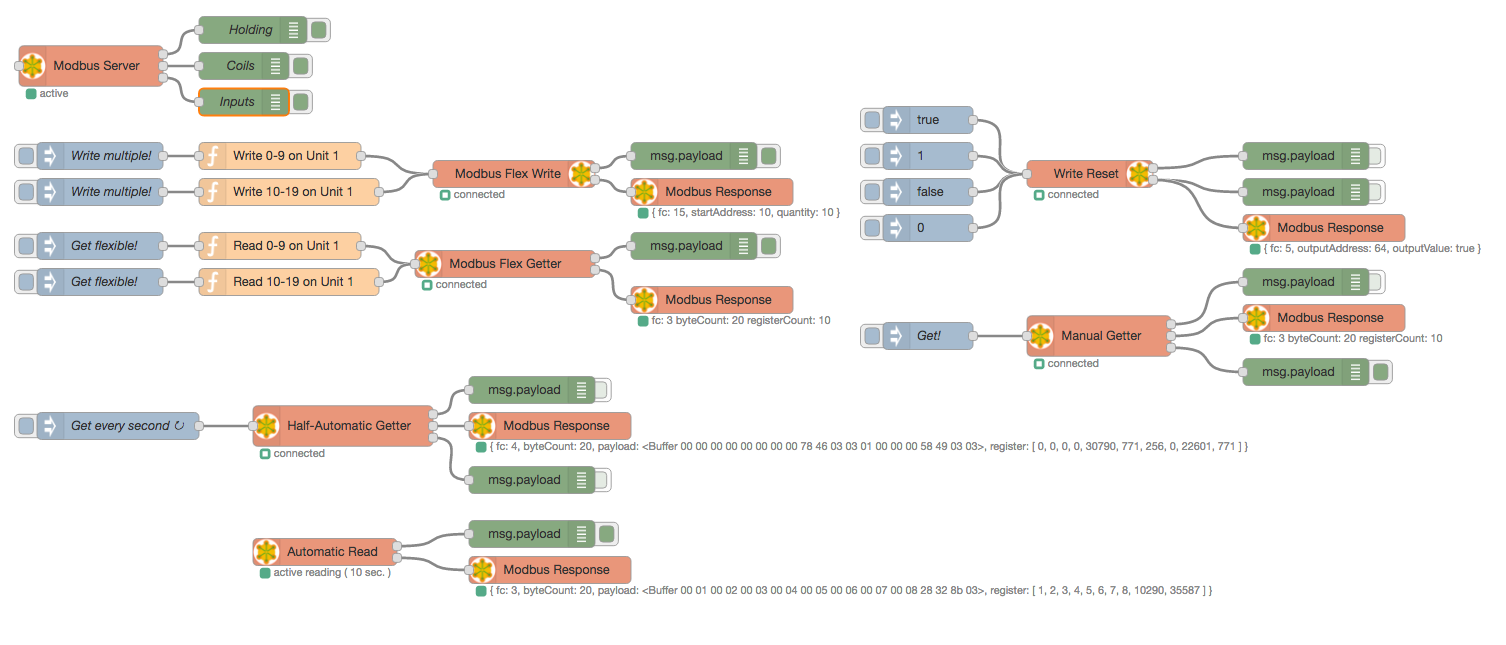 Holding
Modbus Server
Coils
active
Inputs
Write multiple!
Write 0-9 on Unit 1
Write multiple!
Write 10-19 on Unit 1
Modbus Flex Write
connected
msg.payload
Modbus Response
{ fc: 15, startAddress: 10, quantity: 10 }
Get flexible!
Read 0-9 on Unit 1
Get flexible!
Read 10-19 on Unit 1
Modbus Flex Getter
connected
msg.payload
Modbus Response
fc: 3 byteCount: 20 registerCount: 10
true
1
false
0
Write Reset
connected
msg.payload
msg.payload
Modbus Response
{ fc: 5, outputAddress: 64, outputValue: true }
Get!
Manual Getter
connected
msg.payload
Modbus Response
fc: 3 byteCount: 20 registerCount: 10
msg.payload
Get every second ↻
Half-Automatic Getter
connected
msg.payload
Modbus Response
{ fc: 4, byteCount: 20, payload: <Buffer 00 00 00 00 00 00 00 00 78 46 03 03 01 00 00 00 58 49 03 03>, register: [ 0, 0, 0, 0, 30790, 771, 256, 0, 22601, 771 ] }
msg.payload
Automatic Read
active reading ( 10 sec. )
msg.payload
Modbus Response
{ fc: 3, byteCount: 20, payload: <Buffer 00 01 00 02 00 03 00 04 00 05 00 06 00 07 00 08 28 32 8b 03>, register: [ 1, 2, 3, 4, 5, 6, 7, 8, 10290, 35587 ] }